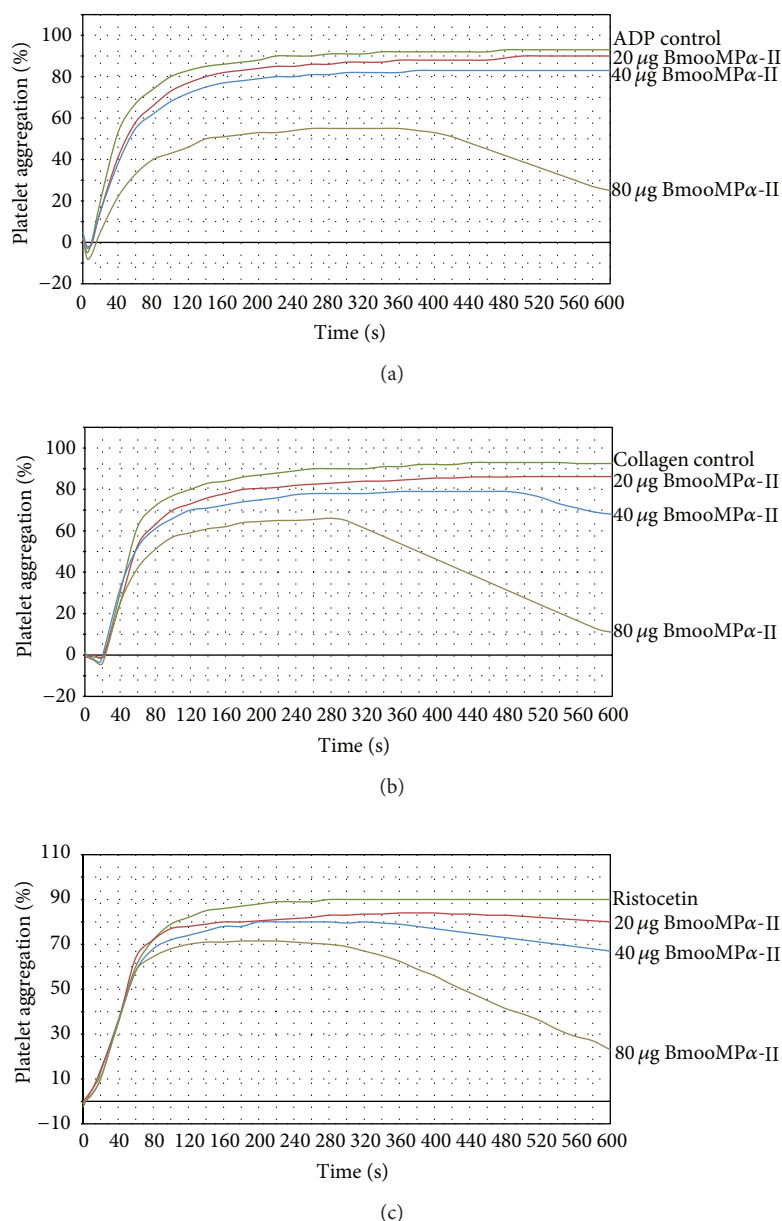 100
80
60
40
20
0
−20
Platelet aggregation (%)
0 40 80 120 160 200 240 280 320 360 400 440 480 520 560 600
Time (s)
ADP control
20 μg BmooMPα-II
40 μg BmooMPα-II
80 μg BmooMPα-II
(a)
100
80
60
40
20
0
−20
Platelet aggregation (%)
0 40 80 120 160 200 240 280 320 360 400 440 480 520 560 600
Time (s)
Collagen control
20 μg BmooMPα-II
40 μg BmooMPα-II
80 μg BmooMPα-II
(b)
110
90
70
50
30
10
−10
Platelet aggregation (%)
0 40 80 120 160 200 240 280 320 360 400 440 480 520 560 600
Time (s)
Ristocetin
20 μg BmooMPα-II
40 μg BmooMPα-II
80 μg BmooMPα-II
(c)